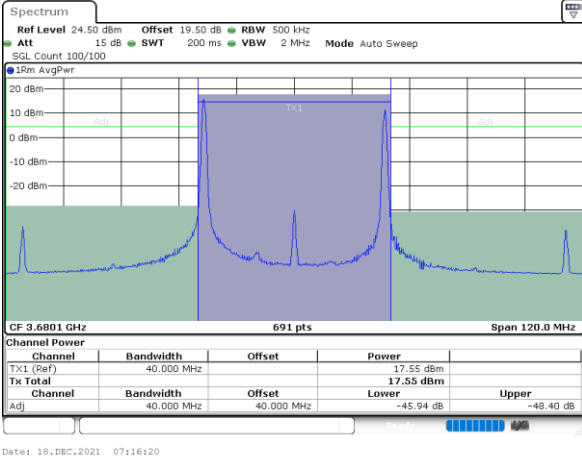 Spectrum
Ref Level 24.50 dBm Offset 19.50 dB RBW 500 kHz
Att 15 dB SWT 200 ms VBW 2 MHz Mode Auto Sweep
SGL Count 100/100
1Rm AvgPwr
20 dBm
TX1
10 dBm
Adj Adj
0 dBm
-10 dBm
-20 dBm
CF 3.6801 GHz 691 pts Span 120.0 MHz
Channel Power
Channel Bandwidth Offset Power
TX1 (Ref) 40.000 MHz 17.55 dBm
Tx Total 17.55 dBm
Channel Bandwidth Offset Lower Upper
Adj 40.000 MHz 40.000 MHz -45.94 dB -48.40 dB
Ready
Date: 18.DEC.2021 07:16:20